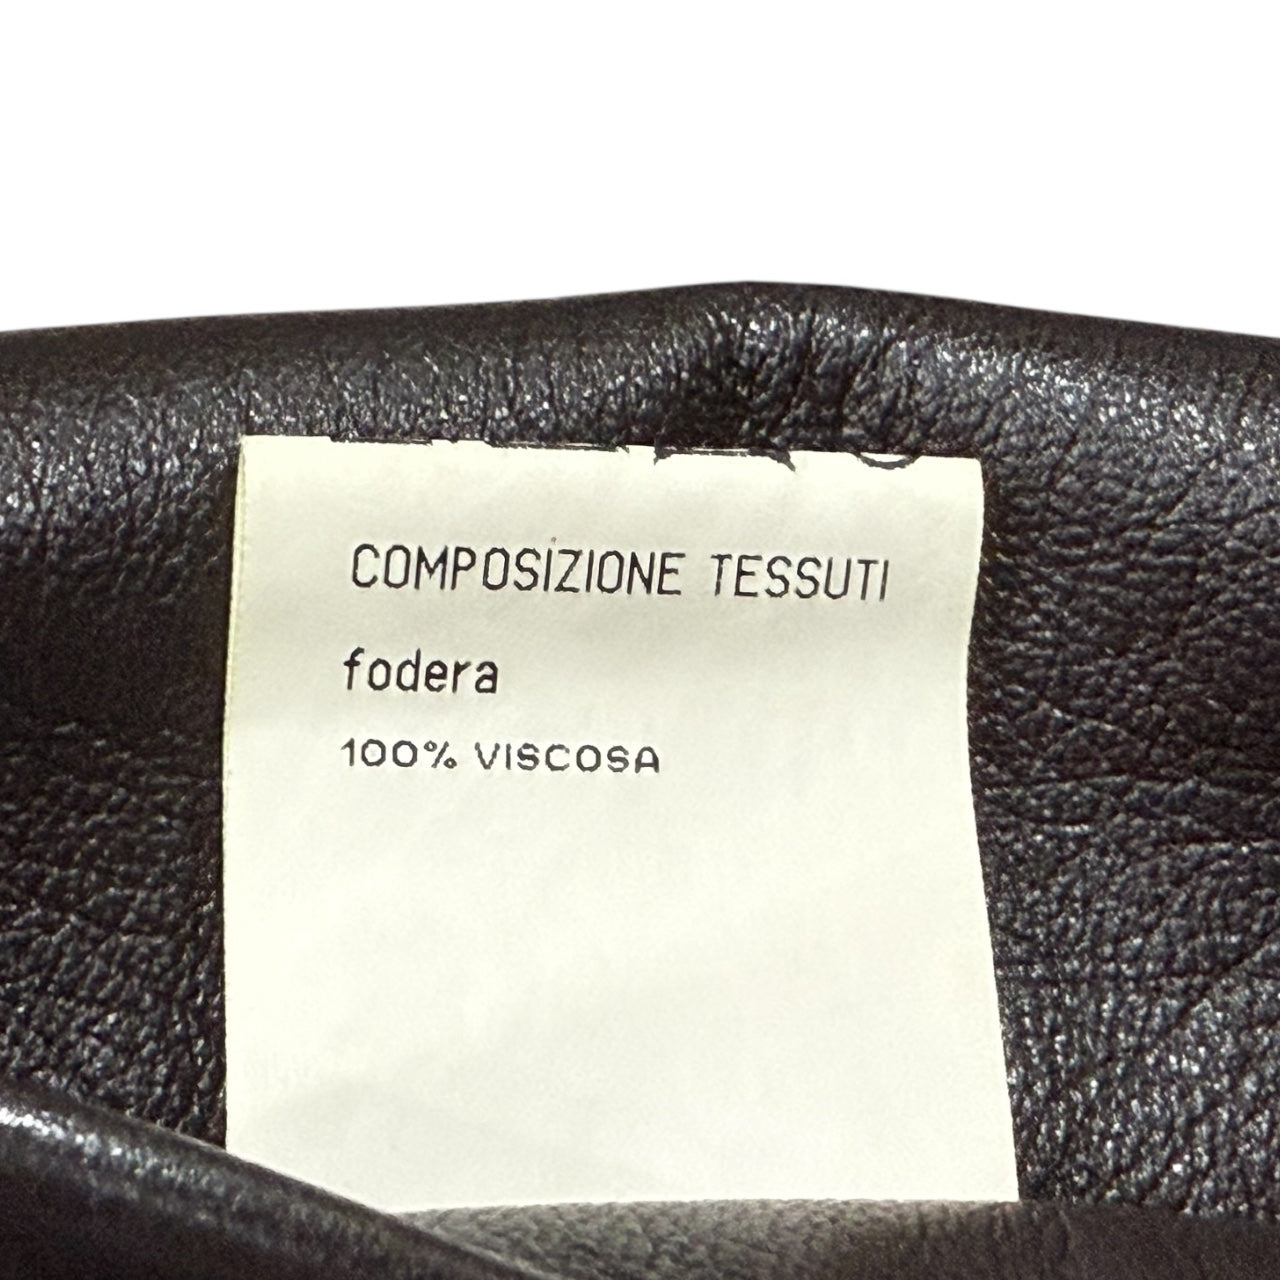 COMPOSIZIONE TESSUTI
fodera
100% VISCOSA